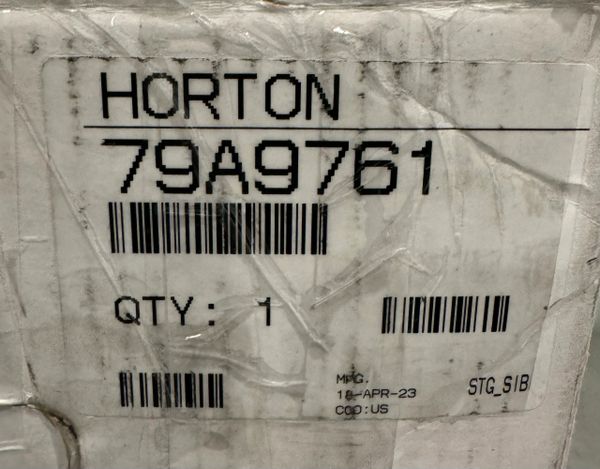 HORTON
79A9761
QTY: 1
MFG.
18-APR-23
COO:US
STG_SIB